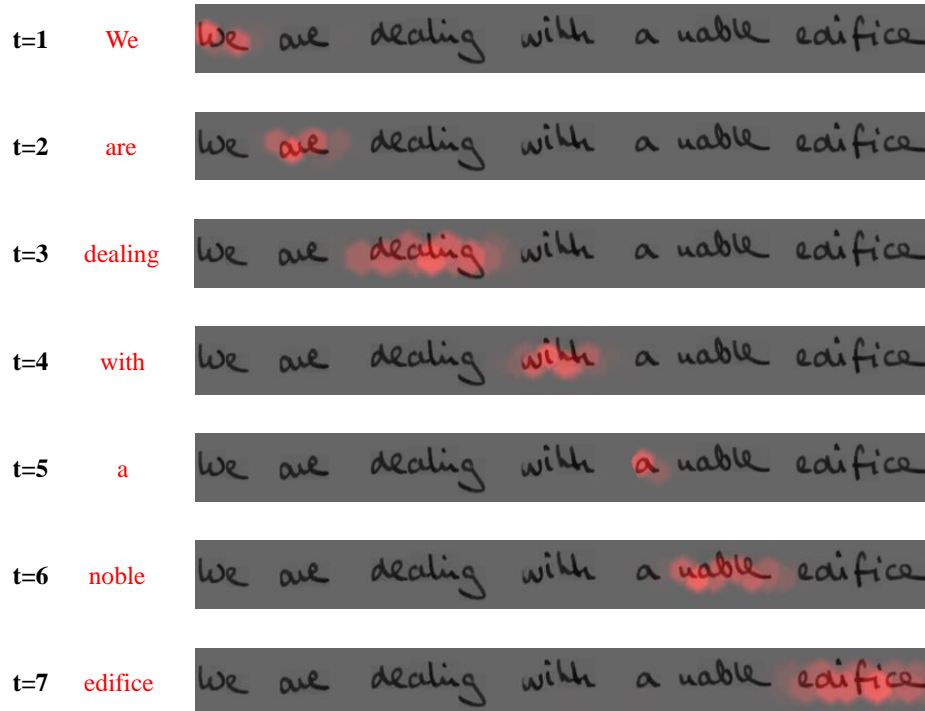 t=1 We We are dealing with a noble edifice
t=2 are We are dealing with a noble edifice
t=3 dealing We are dealing with a noble edifice
t=4 with We are dealing with a noble edifice
t=5 a We are dealing with a noble edifice
t=6 noble We are dealing with a noble edifice
t=7 edifice We are dealing with a noble edifice